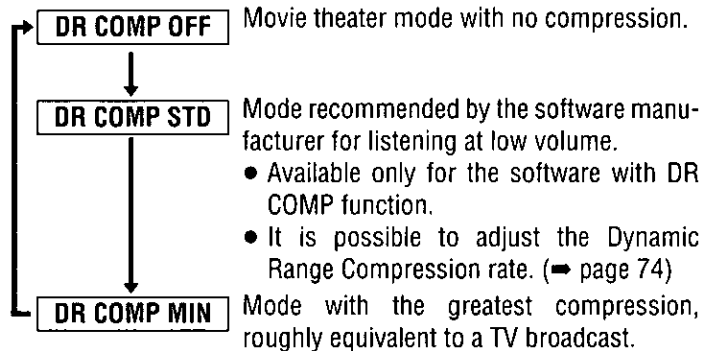 DR COMP OFF Movie theater mode with no compression.
DR COMP STD Mode recommended by the software manu-
facturer for listening at low volume.
● Available only for the software with DR
COMP function.
● It is possible to adjust the Dynamic
Range Compression rate. (➡ page 74)
DR COMP MIN Mode with the greatest compression,
roughly equivalent to a TV broadcast.